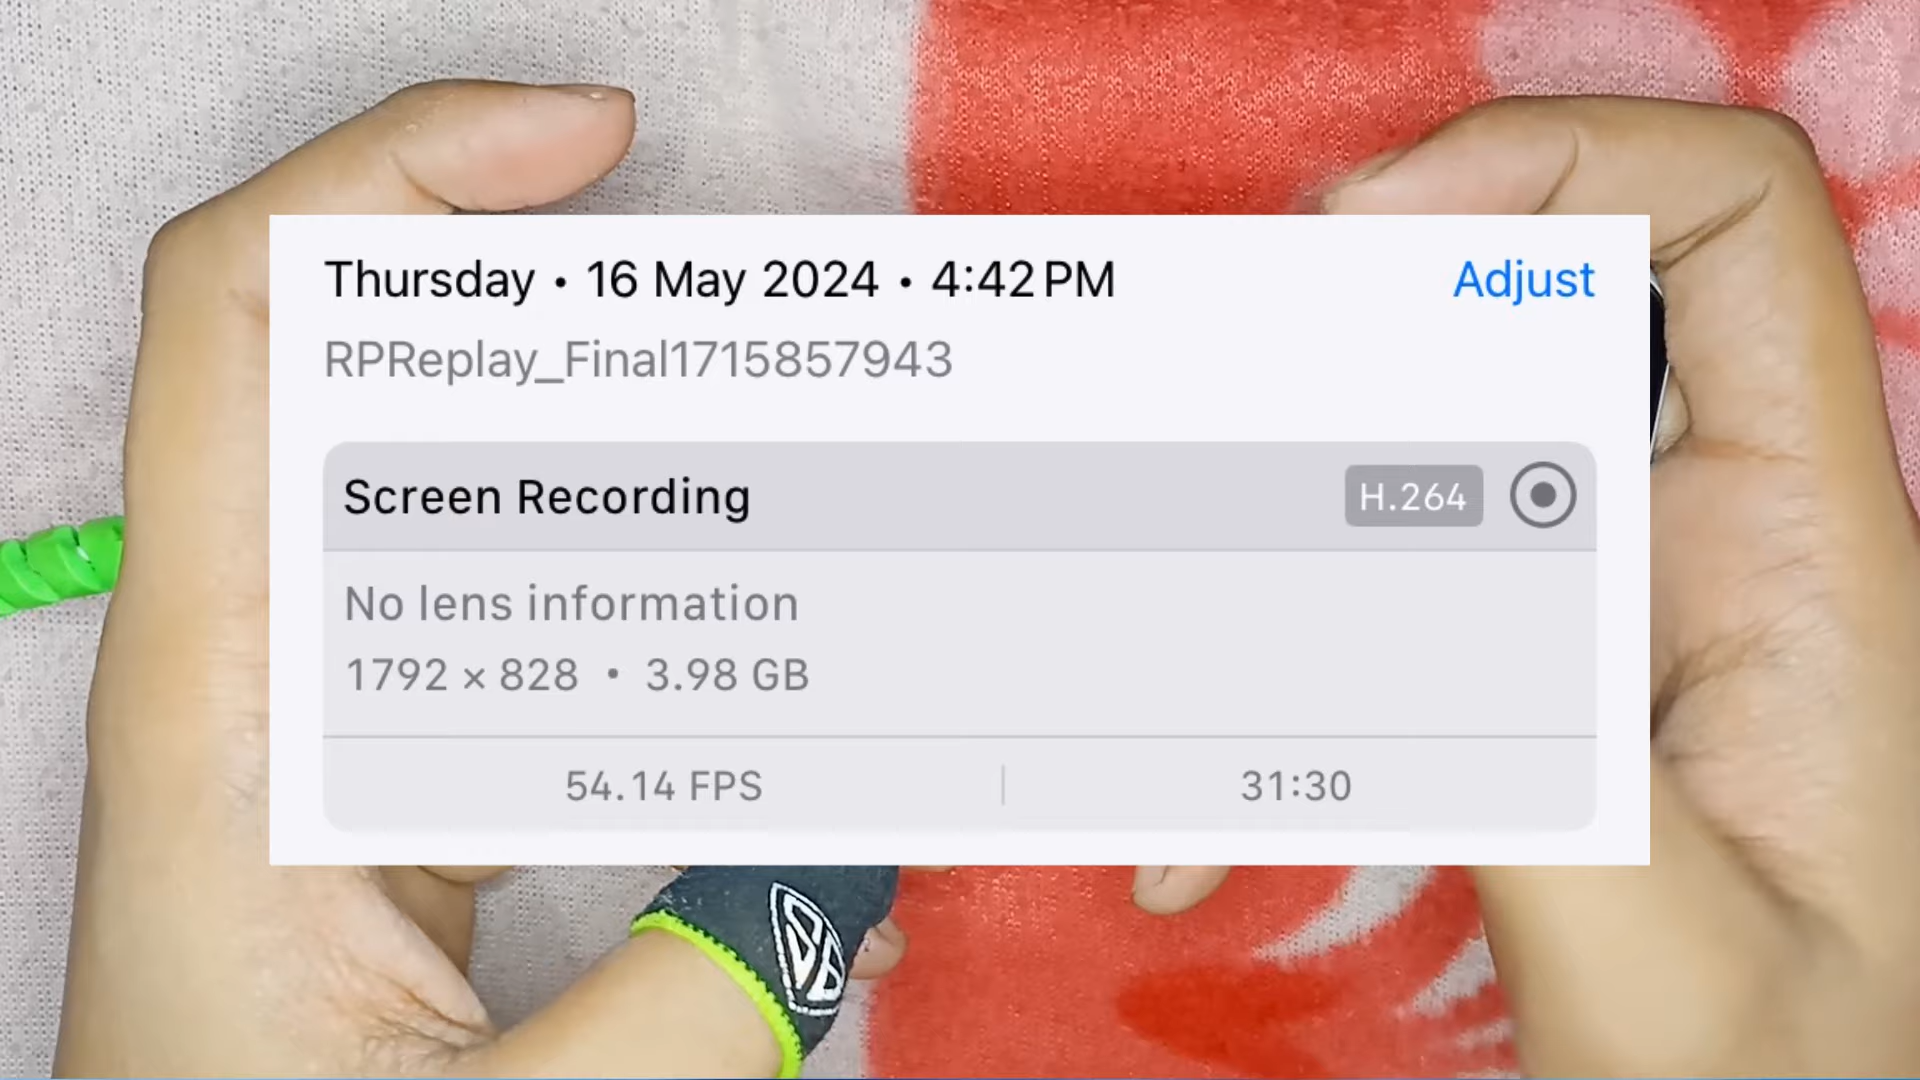 Thursday • 16 May 2024 • 4:42 PM
Adjust
RPReplay_Final1715857943
Screen Recording
H.264
No lens information
1792 × 828 • 3.98 GB
54.14 FPS
31:30